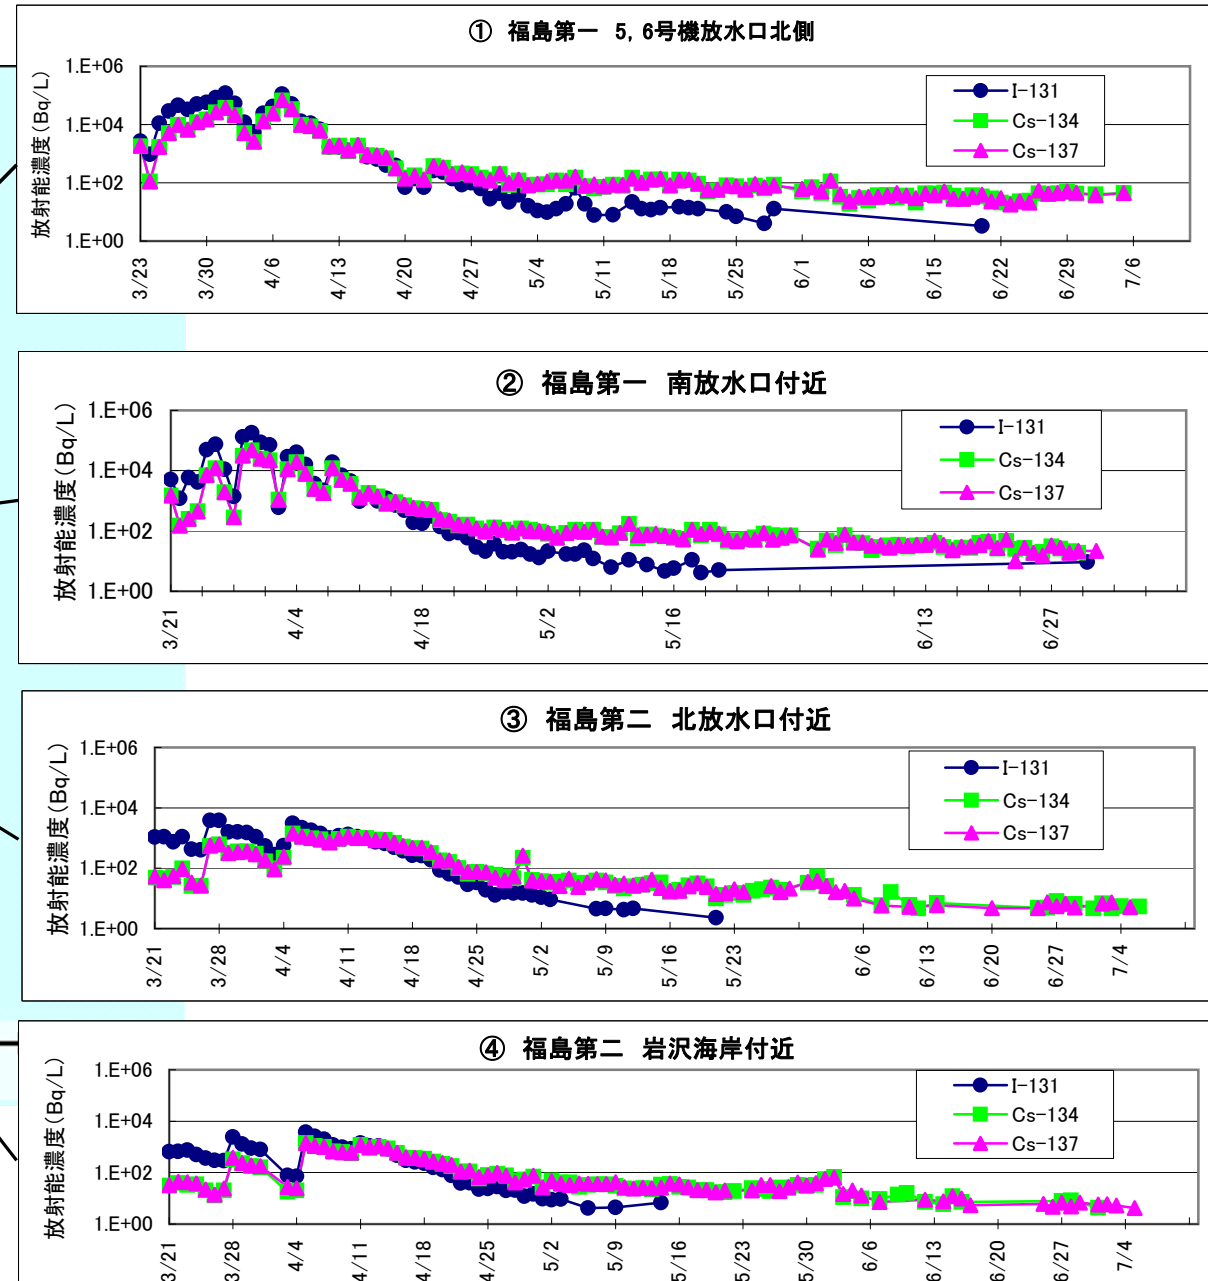 ① 福島第一 5，6号機放水口北側
放射能濃度(Bq/L)
1.E+06
1.E+04
1.E+02
1.E+00
I-131
Cs-134
Cs-137
3/23 3/30 4/6 4/13 4/20 4/27 5/4 5/11 5/18 5/25 6/1 6/8 6/15 6/22 6/29 7/6
② 福島第一 南放水口付近
放射能濃度(Bq/L)
1.E+06
1.E+04
1.E+02
1.E+00
I-131
Cs-134
Cs-137
3/21 4/4 4/18 5/2 5/16 6/13 6/27
③ 福島第二 北放水口付近
放射能濃度(Bq/L)
1.E+06
1.E+04
1.E+02
1.E+00
I-131
Cs-134
Cs-137
3/21 3/28 4/4 4/11 4/18 4/25 5/2 5/9 5/16 5/23 6/6 6/13 6/20 6/27 7/4
④ 福島第二 岩沢海岸付近
放射能濃度(Bq/L)
1.E+06
1.E+04
1.E+02
1.E+00
I-131
Cs-134
Cs-137
3/21 3/28 4/4 4/11 4/18 4/25 5/2 5/9 5/16 5/23 5/30 6/6 6/13 6/20 6/27 7/4